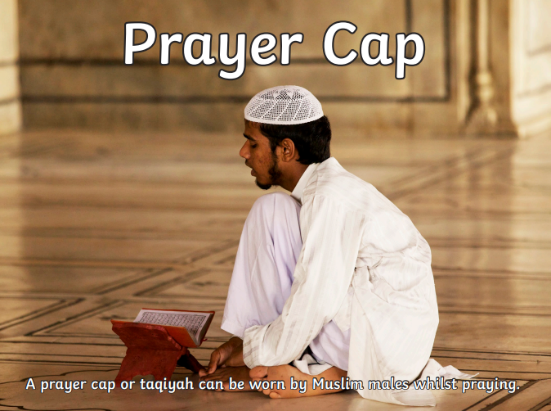 Prayer Cap
A prayer cap or taqiyah can be worn by Muslim males whilst praying.